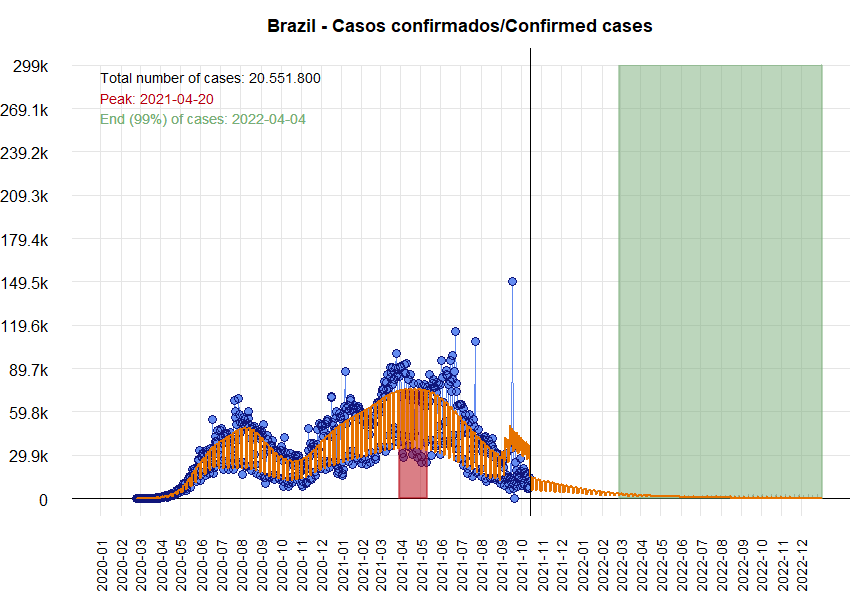 Brazil - Casos confirmados/Confirmed cases
Total number of cases: 20.551.800
Peak: 2021-04-20
End (99%) of cases: 2022-04-04
299k
269.1k
239.2k
209.3k
179.4k
149.5k
119.6k
89.7k
59.8k
29.9k
0
2020-01
2020-02
2020-03
2020-04
2020-05
2020-06
2020-07
2020-08
2020-09
2020-10
2020-11
2020-12
2021-01
2021-02
2021-03
2021-04
2021-05
2021-06
2021-07
2021-08
2021-09
2021-10
2021-11
2021-12
2022-01
2022-02
2022-03
2022-04
2022-05
2022-06
2022-07
2022-08
2022-09
2022-10
2022-11
2022-12